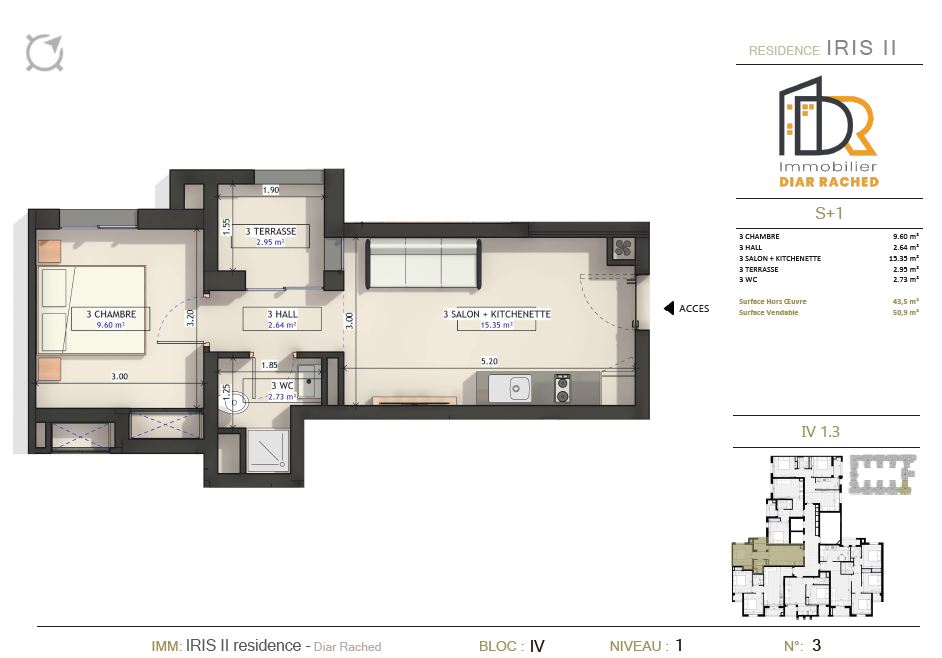 RESIDENCE IRIS II
DR
Immobilier
DIAR RACHED
S+1
3 CHAMBRE 9.60 m²
3 HALL 2.64 m²
3 SALON + KITCHENETTE 15.35 m²
3 TERRASSE 2.95 m²
3 WC 2.73 m²
Surface Hors Œuvre 43,5 m²
Surface Vendable 50,9 m²
1.90
1.55
3 TERRASSE
2.95 m²
3 CHAMBRE
9.60 m²
3.20
3.00
3 HALL
2.64 m²
3.00
3 SALON + KITCHENETTE
15.35 m²
5.20
ACCES
1.85
1.25
3 WC
2.73 m²
IV 1.3
IMM: IRIS II residence - Diar Rached BLOC : IV NIVEAU : 1 N°: 3